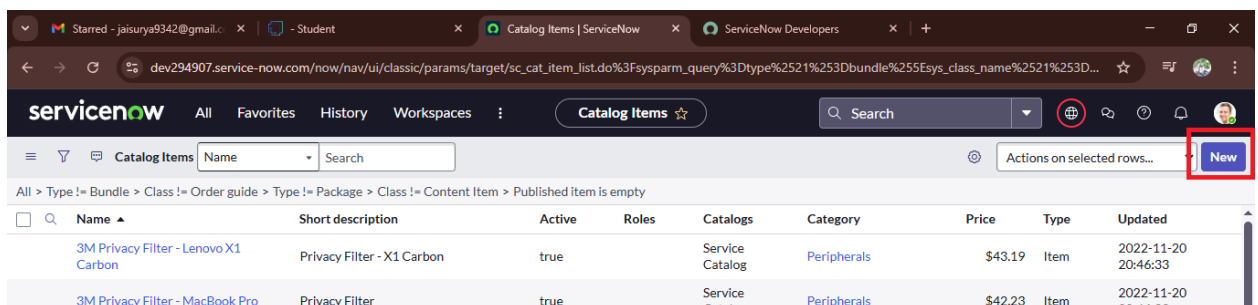 Starred - jaisurya9342@gmail.c
- Student
Catalog Items | ServiceNow
ServiceNow Developers
dev294907.service-now.com/now/nav/ui/classic/params/target/sc_cat_item_list.do%3Fsysparm_query%3Dtype%2521%253Dbundle%255Esys_class_name%2521%253D...
servicenow All Favorites History Workspaces Catalog Items Search
Catalog Items Name Search Actions on selected rows... New
All > Type != Bundle > Class != Order guide > Type != Package > Class != Content Item > Published item is empty
Name Short description Active Roles Catalogs Category Price Type Updated
3M Privacy Filter - Lenovo X1 Carbon Privacy Filter - X1 Carbon true Service Catalog Peripherals $43.19 Item 2022-11-20 20:46:33
3M Privacy Filter - MacBook Pro Privacy Filter true Service Peripherals $42.23 Item 2022-11-20